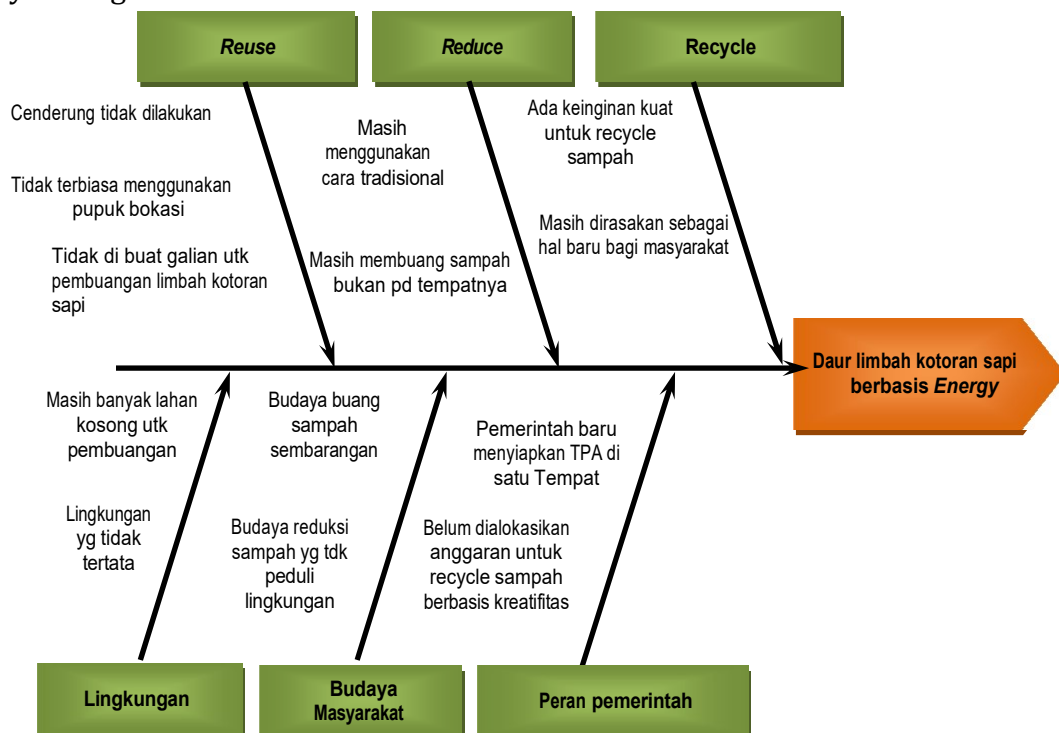 Reuse
Reduce
Recycle
Cenderung tidak dilakukan
Tidak terbiasa menggunakan
pupuk bokasi
Tidak di buat galian utk
pembuangan limbah kotoran
sapi
Masih
menggunakan
cara tradisional
Masih membuang sampah
bukan pd tempatnya
Ada keinginan kuat
untuk recycle
sampah
Masih dirasakan sebagai
hal baru bagi masyarakat
Daur limbah kotoran sapi
berbasis Energy
Masih banyak lahan
kosong utk
pembuangan
Lingkungan
yg tidak
tertata
Budaya buang
sampah
sembarangan
Budaya reduksi
sampah yg tdk
peduli
lingkungan
Pemerintah baru
menyiapkan TPA di
satu Tempat
Belum dialokasikan
anggaran untuk
recycle sampah
berbasis kreatifitas
Lingkungan
Budaya
Masyarakat
Peran pemerintah